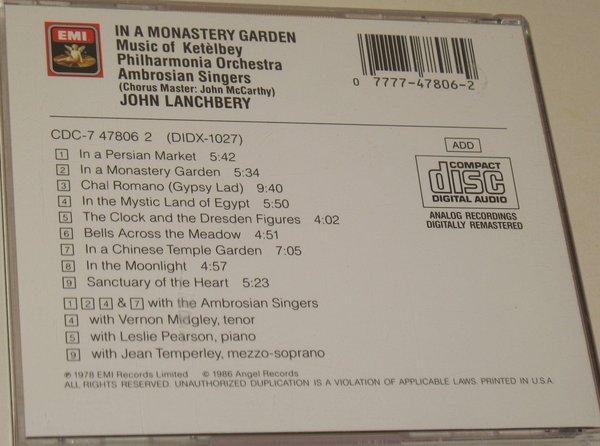 EMI
IN A MONASTERY GARDEN
Music of Ketèlbey
Philharmonia Orchestra
Ambrosian Singers
(Chorus Master: John McCarthy)
JOHN LANCHBERY
0 7777-47806-2
CDC-7 47806 2 (DIDX-1027)
1 In a Persian Market 5:42
2 In a Monastery Garden 5:34
3 Chal Romano (Gypsy Lad) 9:40
4 In the Mystic Land of Egypt 5:50
5 The Clock and the Dresden Figures 4:02
6 Bells Across the Meadow 4:51
7 In a Chinese Temple Garden 7:05
8 In the Moonlight 4:57
9 Sanctuary of the Heart 5:23
1 2 4 & 7 with the Ambrosian Singers
4 with Vernon Midgley, tenor
5 with Leslie Pearson, piano
9 with Jean Temperley, mezzo-soprano
ADD
COMPACT
disc
DIGITAL AUDIO
ANALOG RECORDINGS
DIGITALLY REMASTERED
℗ 1978 EMI Records Limited © 1986 Angel Records
ALL RIGHTS RESERVED. UNAUTHORIZED DUPLICATION IS A VIOLATION OF APPLICABLE LAWS. PRINTED IN U.S.A.